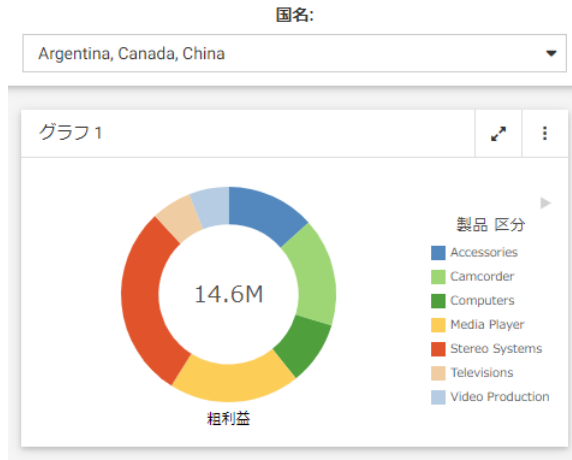 国名:
Argentina, Canada, China
グラフ 1
14.6M
粗利益
製品 区分
Accessories
Camcorder
Computers
Media Player
Stereo Systems
Televisions
Video Production